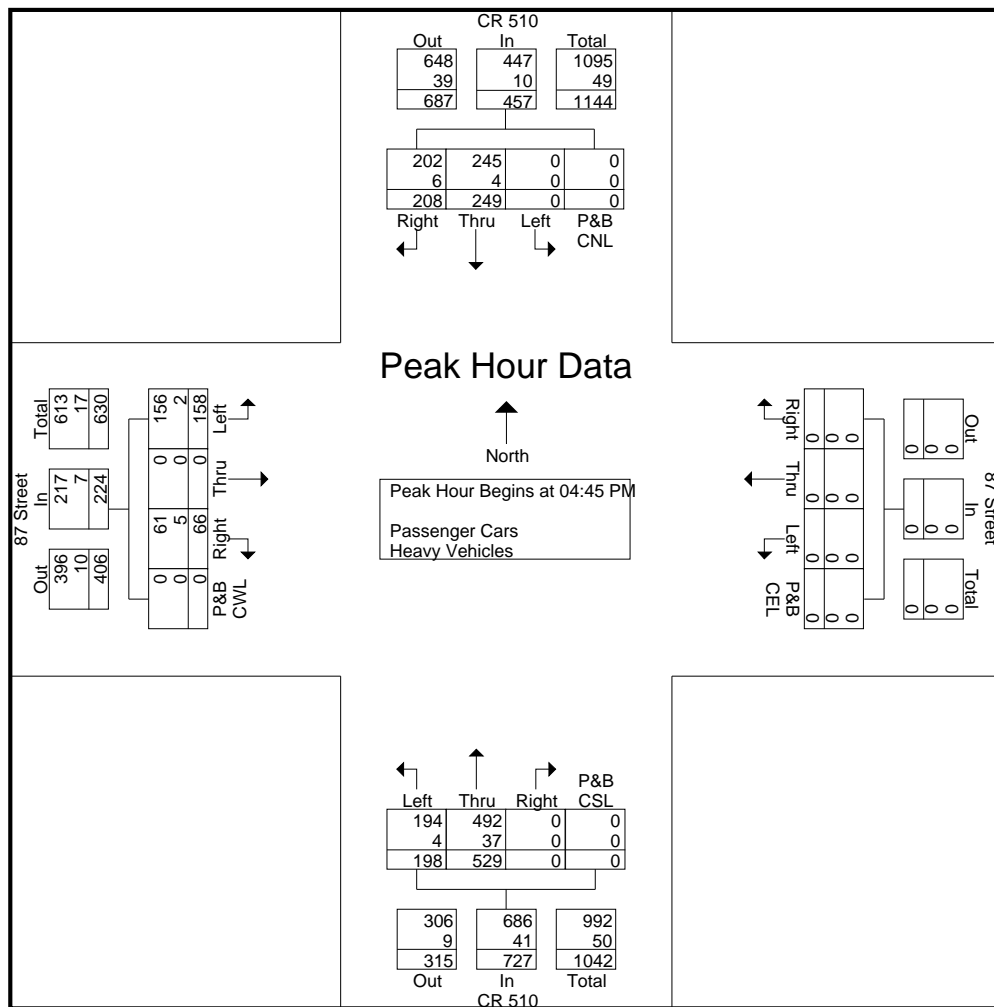 CR 510
Out In Total
648 447 1095
39 10 49
687 457 1144
202 245 0 0
6 4 0 0
208 249 0 0
Right Thru Left P&B
CNL
Peak Hour Data
North
Peak Hour Begins at 04:45 PM
Passenger Cars
Heavy Vehicles
87 Street
Total In Out
613 217 396
17 7 10
630 224 406
156 0 61 0
2 0 5 0
158 0 66 0
Left Thru Right P&B
CWL
Right Thru Left P&B
CEL
0 0 0 0
0 0 0 0
0 0 0 0
Out In Total
0 0 0
0 0 0
0 0 0
87 Street
P&B
Left Thru Right CSL
194 492 0 0
4 37 0 0
198 529 0 0
306 686 992
9 41 50
315 727 1042
Out In Total
CR 510